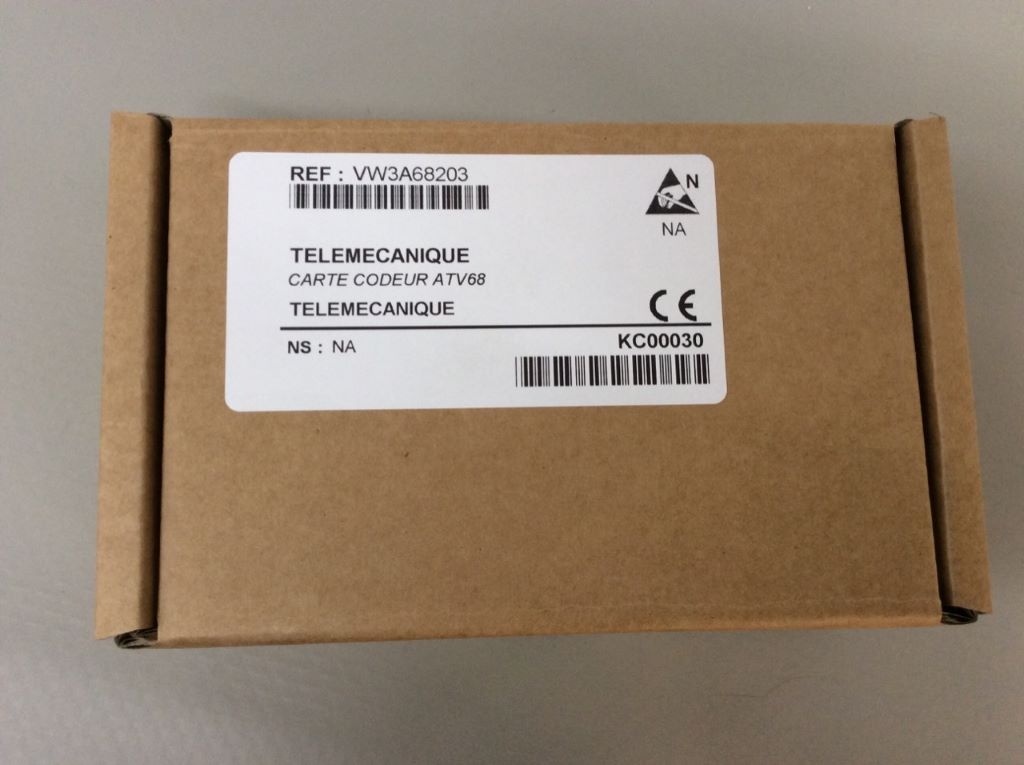 REF : VW3A68203
N
NA
TELEMECANIQUE
CARTE CODEUR ATV68
TELEMECANIQUE
CE
NS : NA
KC00030